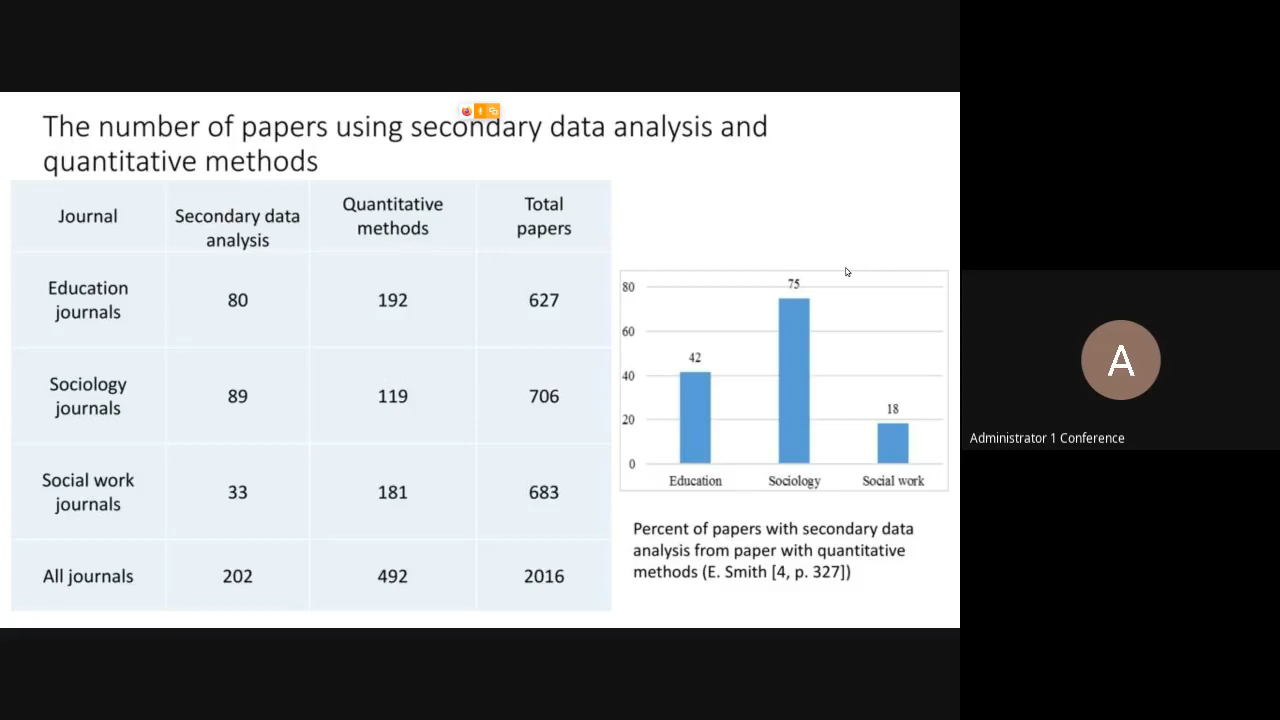 The number of papers using secondary data analysis and
quantitative methods
Journal
Secondary data
analysis
Quantitative
methods
Total
papers
Education
journals
80
192
627
Sociology
journals
89
119
706
Social work
journals
33
181
683
All journals
202
492
2016
80
60
40
20
0
42
75
18
Education
Sociology
Social work
Percent of papers with secondary data
analysis from paper with quantitative
methods (E. Smith [4, p. 327])
A
Administrator 1 Conference